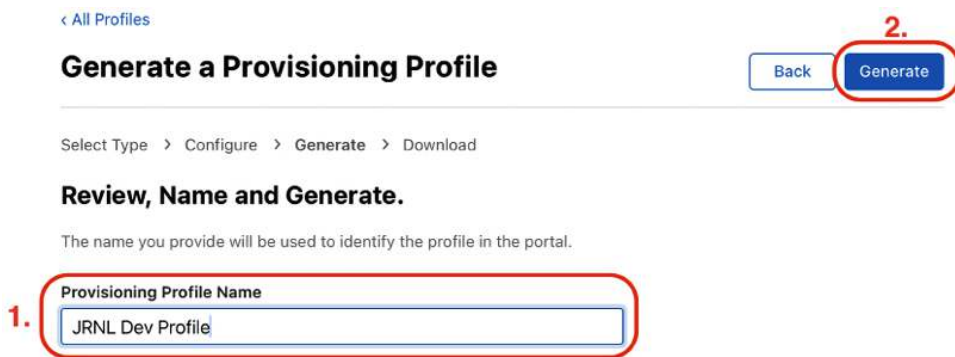 ‹ All Profiles
2.
Generate a Provisioning Profile
Back
Generate
Select Type > Configure > Generate > Download
Review, Name and Generate.
The name you provide will be used to identify the profile in the portal.
Provisioning Profile Name
1.
JRNL Dev Profile